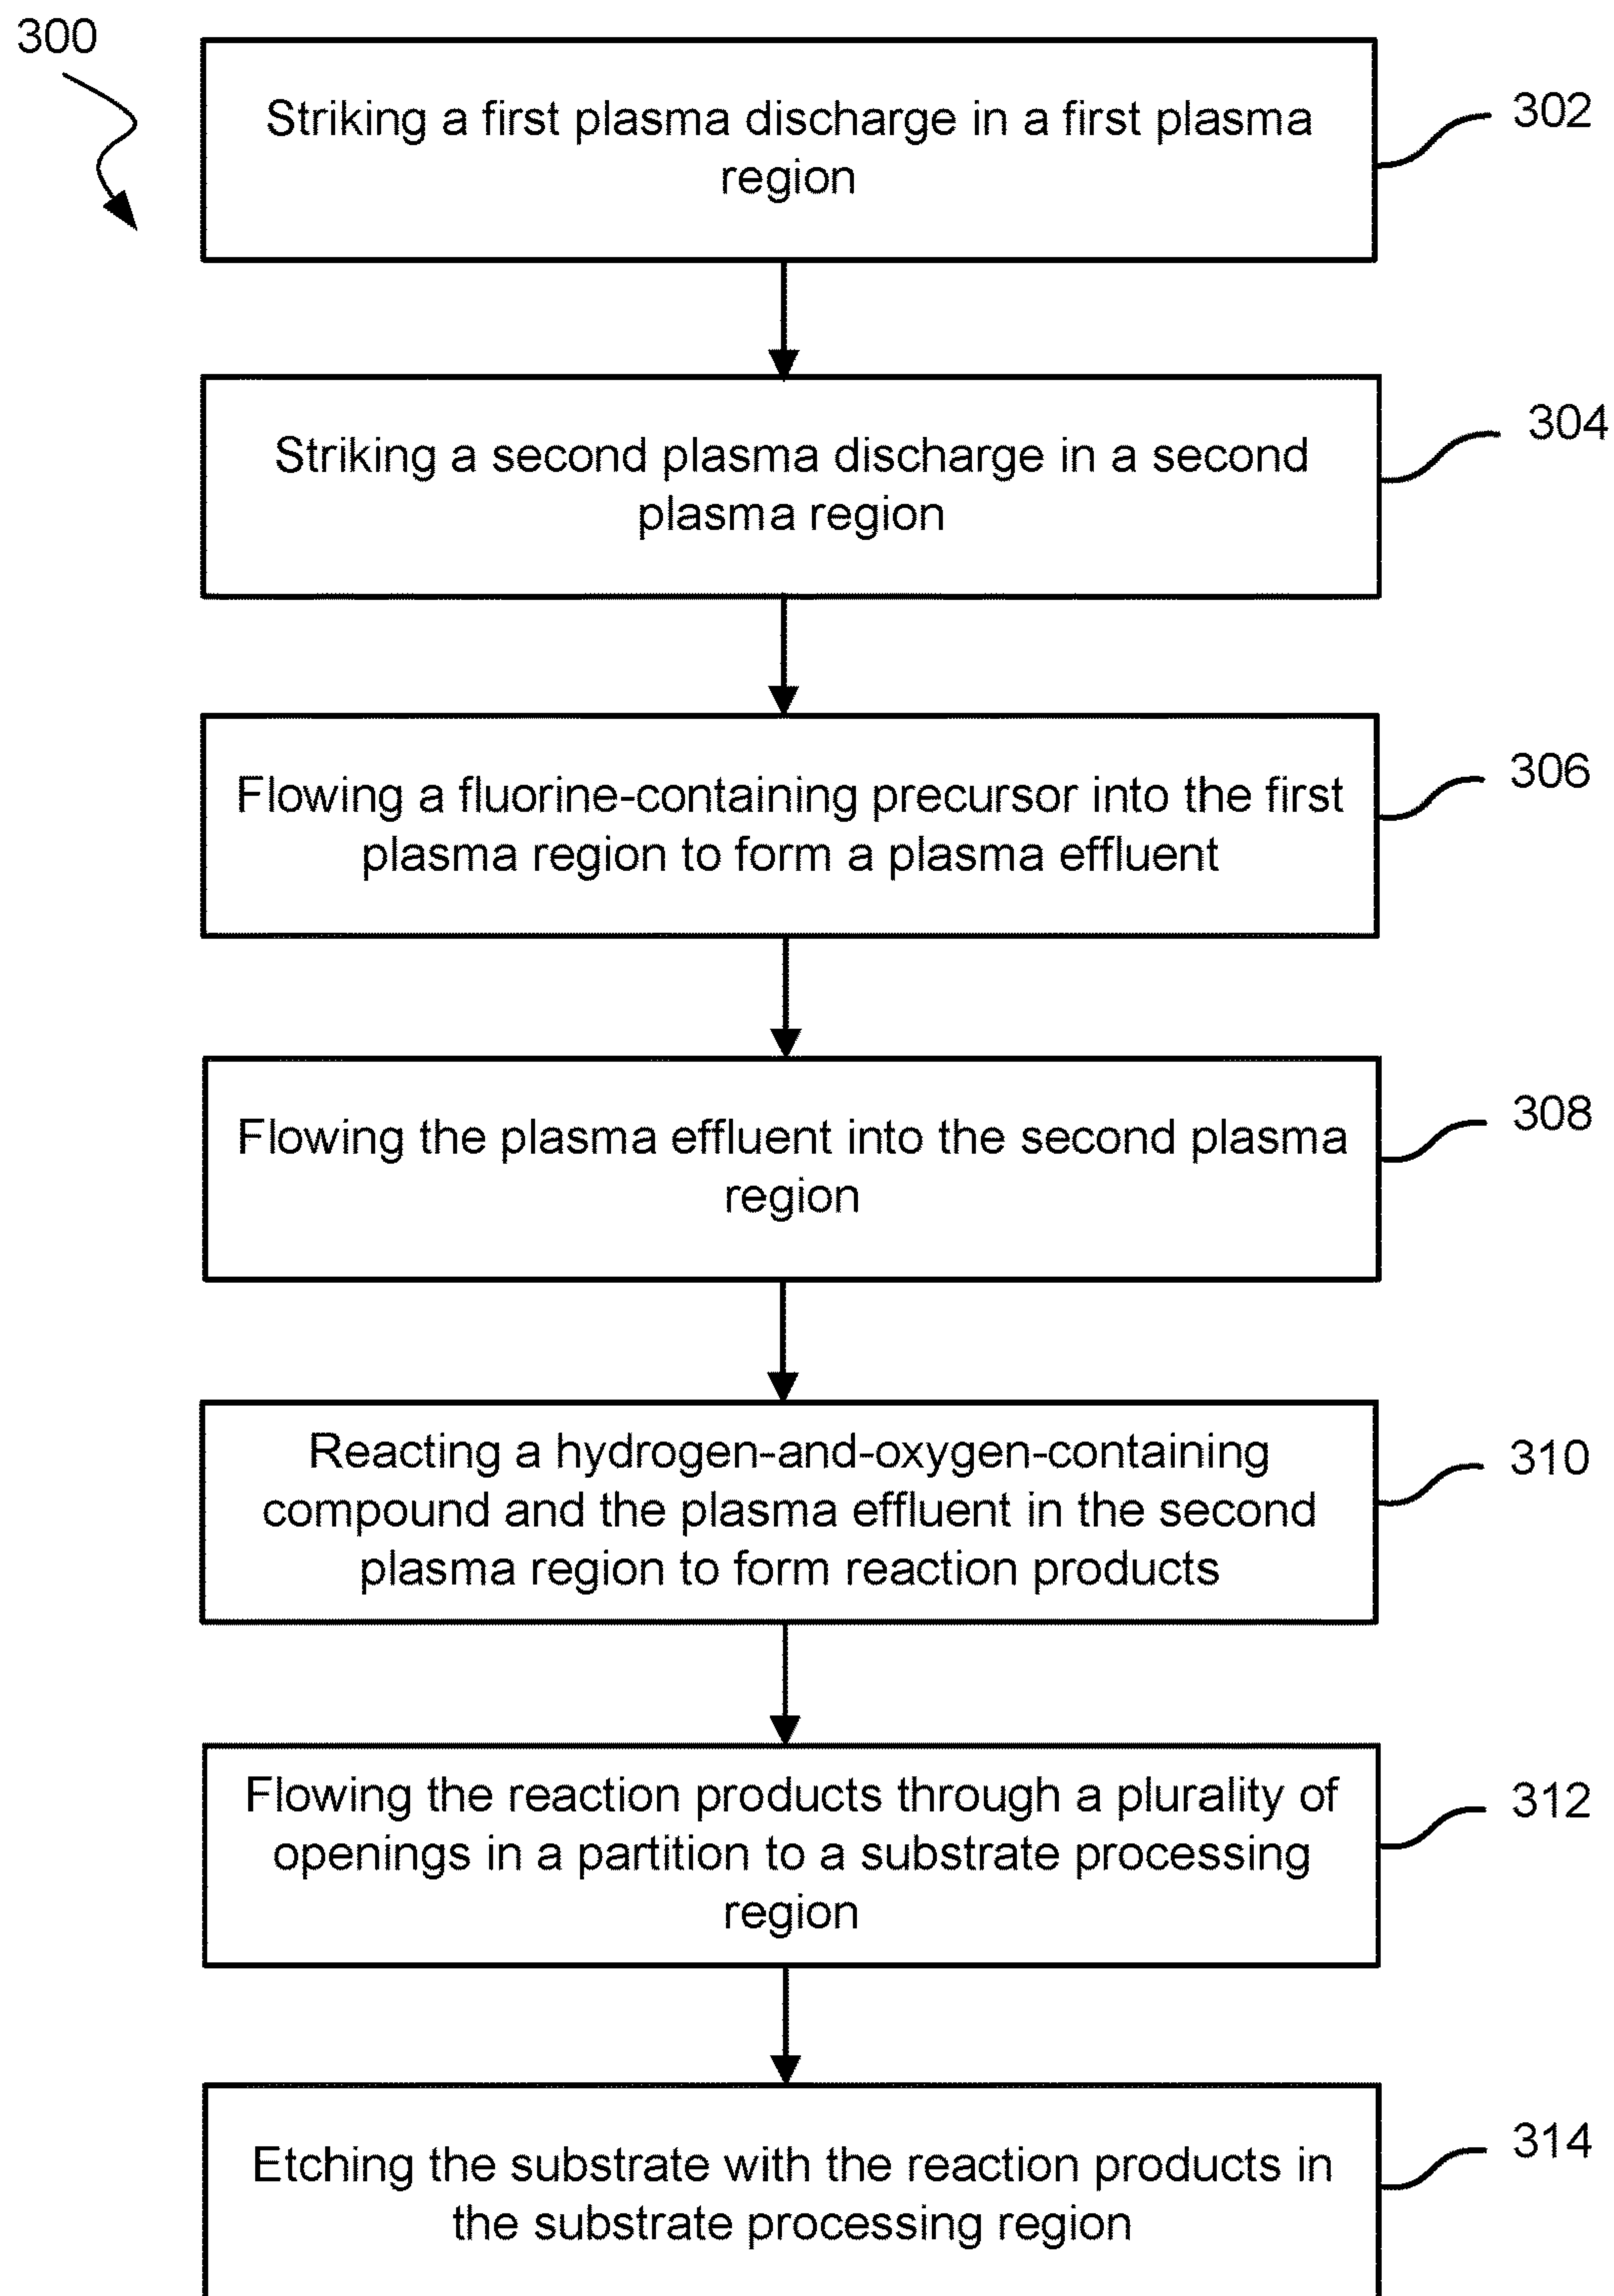 300
Striking a first plasma discharge in a first plasma
region
302
Striking a second plasma discharge in a second
plasma region
304
Flowing a fluorine-containing precursor into the first
plasma region to form a plasma effluent
306
Flowing the plasma effluent into the second plasma
region
308
Reacting a hydrogen-and-oxygen-containing
compound and the plasma effluent in the second
plasma region to form reaction products
310
Flowing the reaction products through a plurality of
openings in a partition to a substrate processing
region
312
Etching the substrate with the reaction products in
the substrate processing region
314